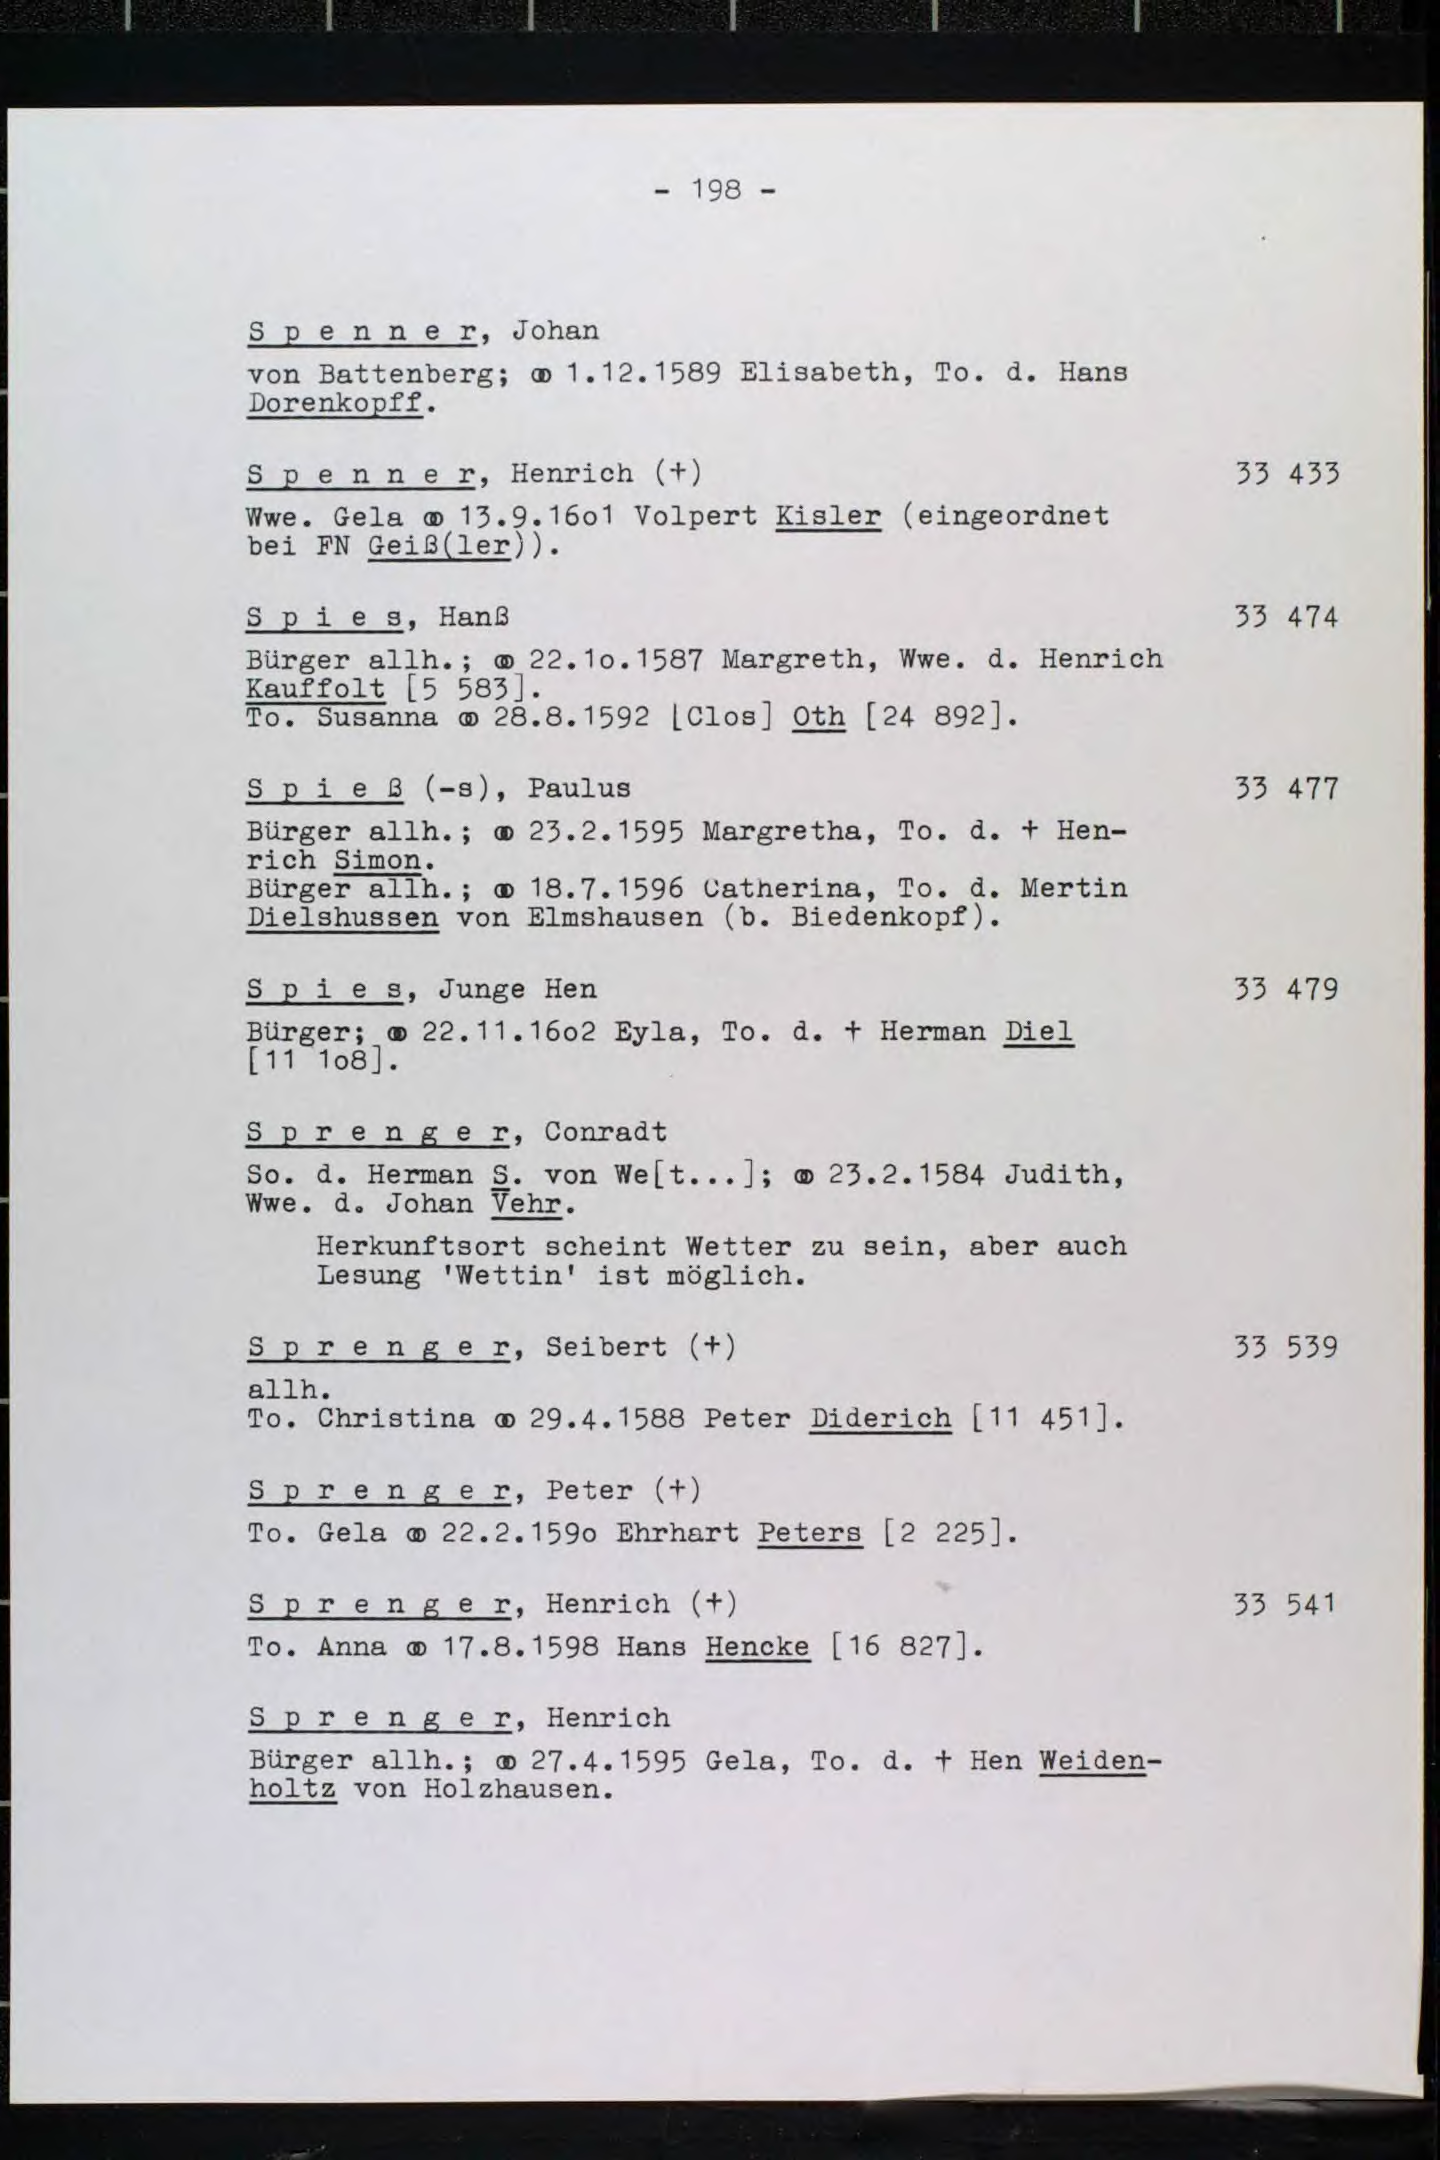 - 198 -
S p e n n e r, Johan
von Battenberg; ⚭ 1.12.1589 Elisabeth, To. d. Hans
Dorenkopff.
S p e n n e r, Henrich (+) 33 433
Wwe. Gela ⚭ 13.9.16o1 Volpert Kisler (eingeordnet
bei FN Geiß(ler)).
S p i e s, Hanß 33 474
Bürger allh.; ⚭ 22.1o.1587 Margreth, Wwe. d. Henrich
Kauffolt [5 583].
To. Susanna ⚭ 28.8.1592 [Clos] Oth [24 892].
S p i e ß (-s), Paulus 33 477
Bürger allh.; ⚭ 23.2.1595 Margretha, To. d. + Hen-
rich Simon.
Bürger allh.; ⚭ 18.7.1596 Catherina, To. d. Mertin
Dielshussen von Elmshausen (b. Biedenkopf).
S p i e s, Junge Hen 33 479
Bürger; ⚭ 22.11.16o2 Eyla, To. d. + Herman Diel
[11 1o8].
S p r e n g e r, Conradt
So. d. Herman S. von We[t...]; ⚭ 23.2.1584 Judith,
Wwe. d. Johan Vehr.
Herkunftsort scheint Wetter zu sein, aber auch
Lesung 'Wettin' ist möglich.
S p r e n g e r, Seibert (+) 33 539
allh.
To. Christina ⚭ 29.4.1588 Peter Diderich [11 451].
S p r e n g e r, Peter (+)
To. Gela ⚭ 22.2.159o Ehrhart Peters [2 225].
S p r e n g e r, Henrich (+) 33 541
To. Anna ⚭ 17.8.1598 Hans Hencke [16 827].
S p r e n g e r, Henrich
Bürger allh.; ⚭ 27.4.1595 Gela, To. d. + Hen Weiden-
holtz von Holzhausen.